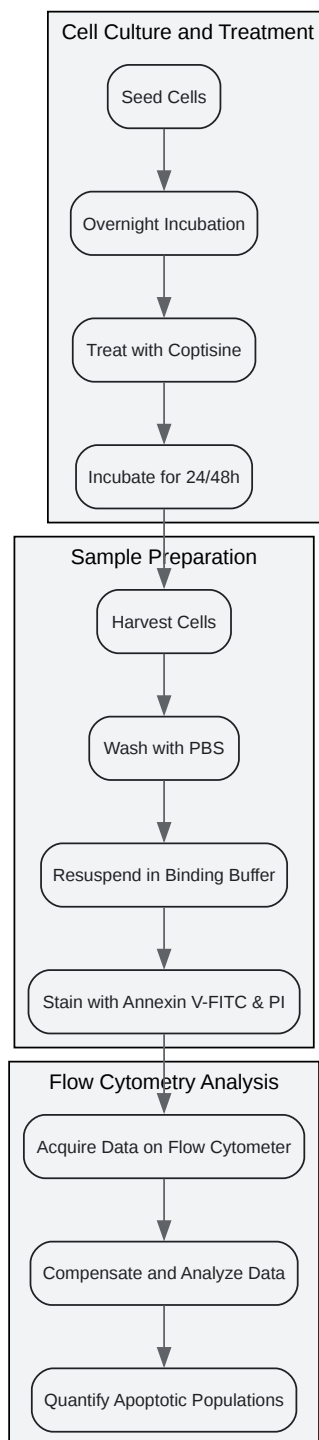 Cell Culture and Treatment
Seed Cells
Overnight Incubation
Treat with Coptisine
Incubate for 24/48h
Sample Preparation
Harvest Cells
Wash with PBS
Resuspend in Binding Buffer
Stain with Annexin V-FITC & PI
Flow Cytometry Analysis
Acquire Data on Flow Cytometer
Compensate and Analyze Data
Quantify Apoptotic Populations